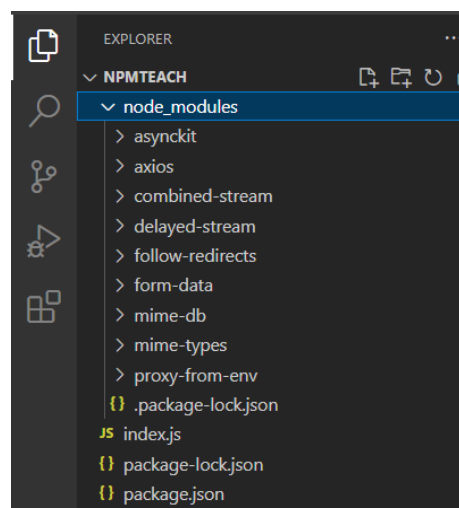 EXPLORER
NPMTEACH
node_modules
asynckit
axios
combined-stream
delayed-stream
follow-redirects
form-data
mime-db
mime-types
proxy-from-env
{} .package-lock.json
JS index.js
{} package-lock.json
{} package.json